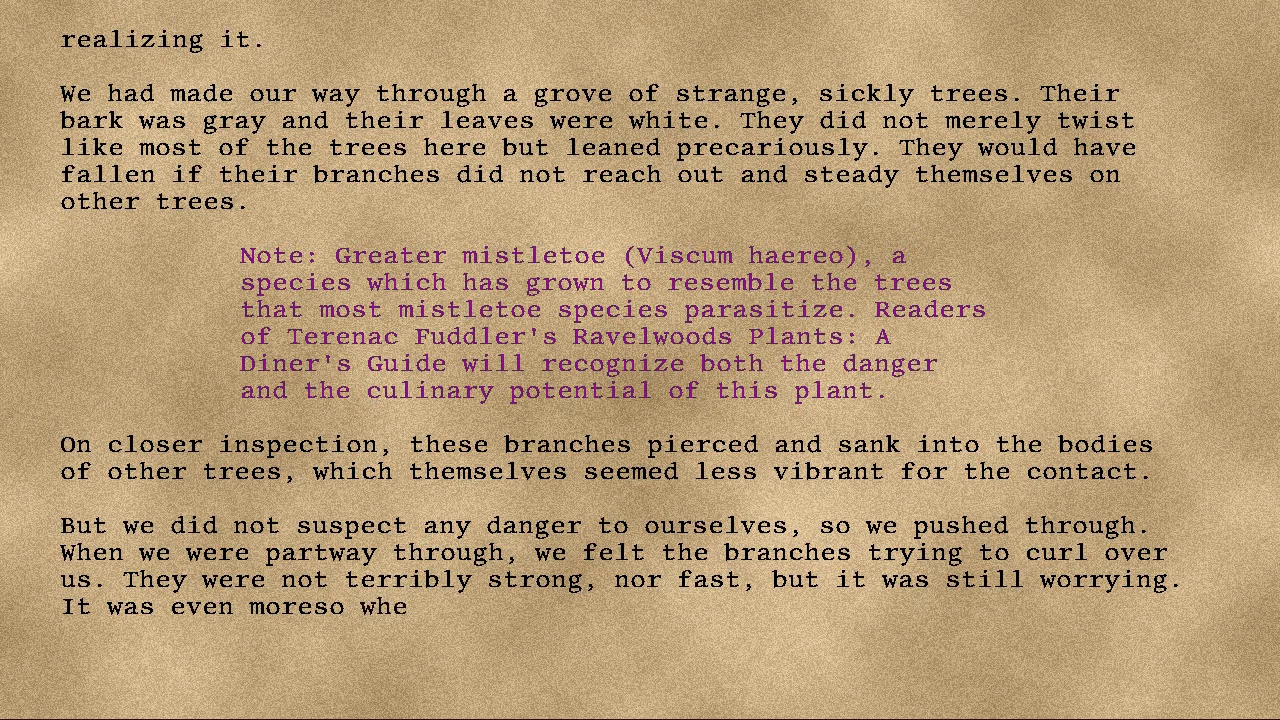 realizing it.
We had made our way through a grove of strange, sickly trees. Their
bark was gray and their leaves were white. They did not merely twist
like most of the trees here but leaned precariously. They would have
fallen if their branches did not reach out and steady themselves on
other trees.
Note: Greater mistletoe (Viscum haereo), a
species which has grown to resemble the trees
that most mistletoe species parasitize. Readers
of Terenac Fuddler's Ravelwoods Plants: A
Diner's Guide will recognize both the danger
and the culinary potential of this plant.
On closer inspection, these branches pierced and sank into the bodies
of other trees, which themselves seemed less vibrant for the contact.
But we did not suspect any danger to ourselves, so we pushed through.
When we were partway through, we felt the branches trying to curl over
us. They were not terribly strong, nor fast, but it was still worrying.
It was even moreso whe